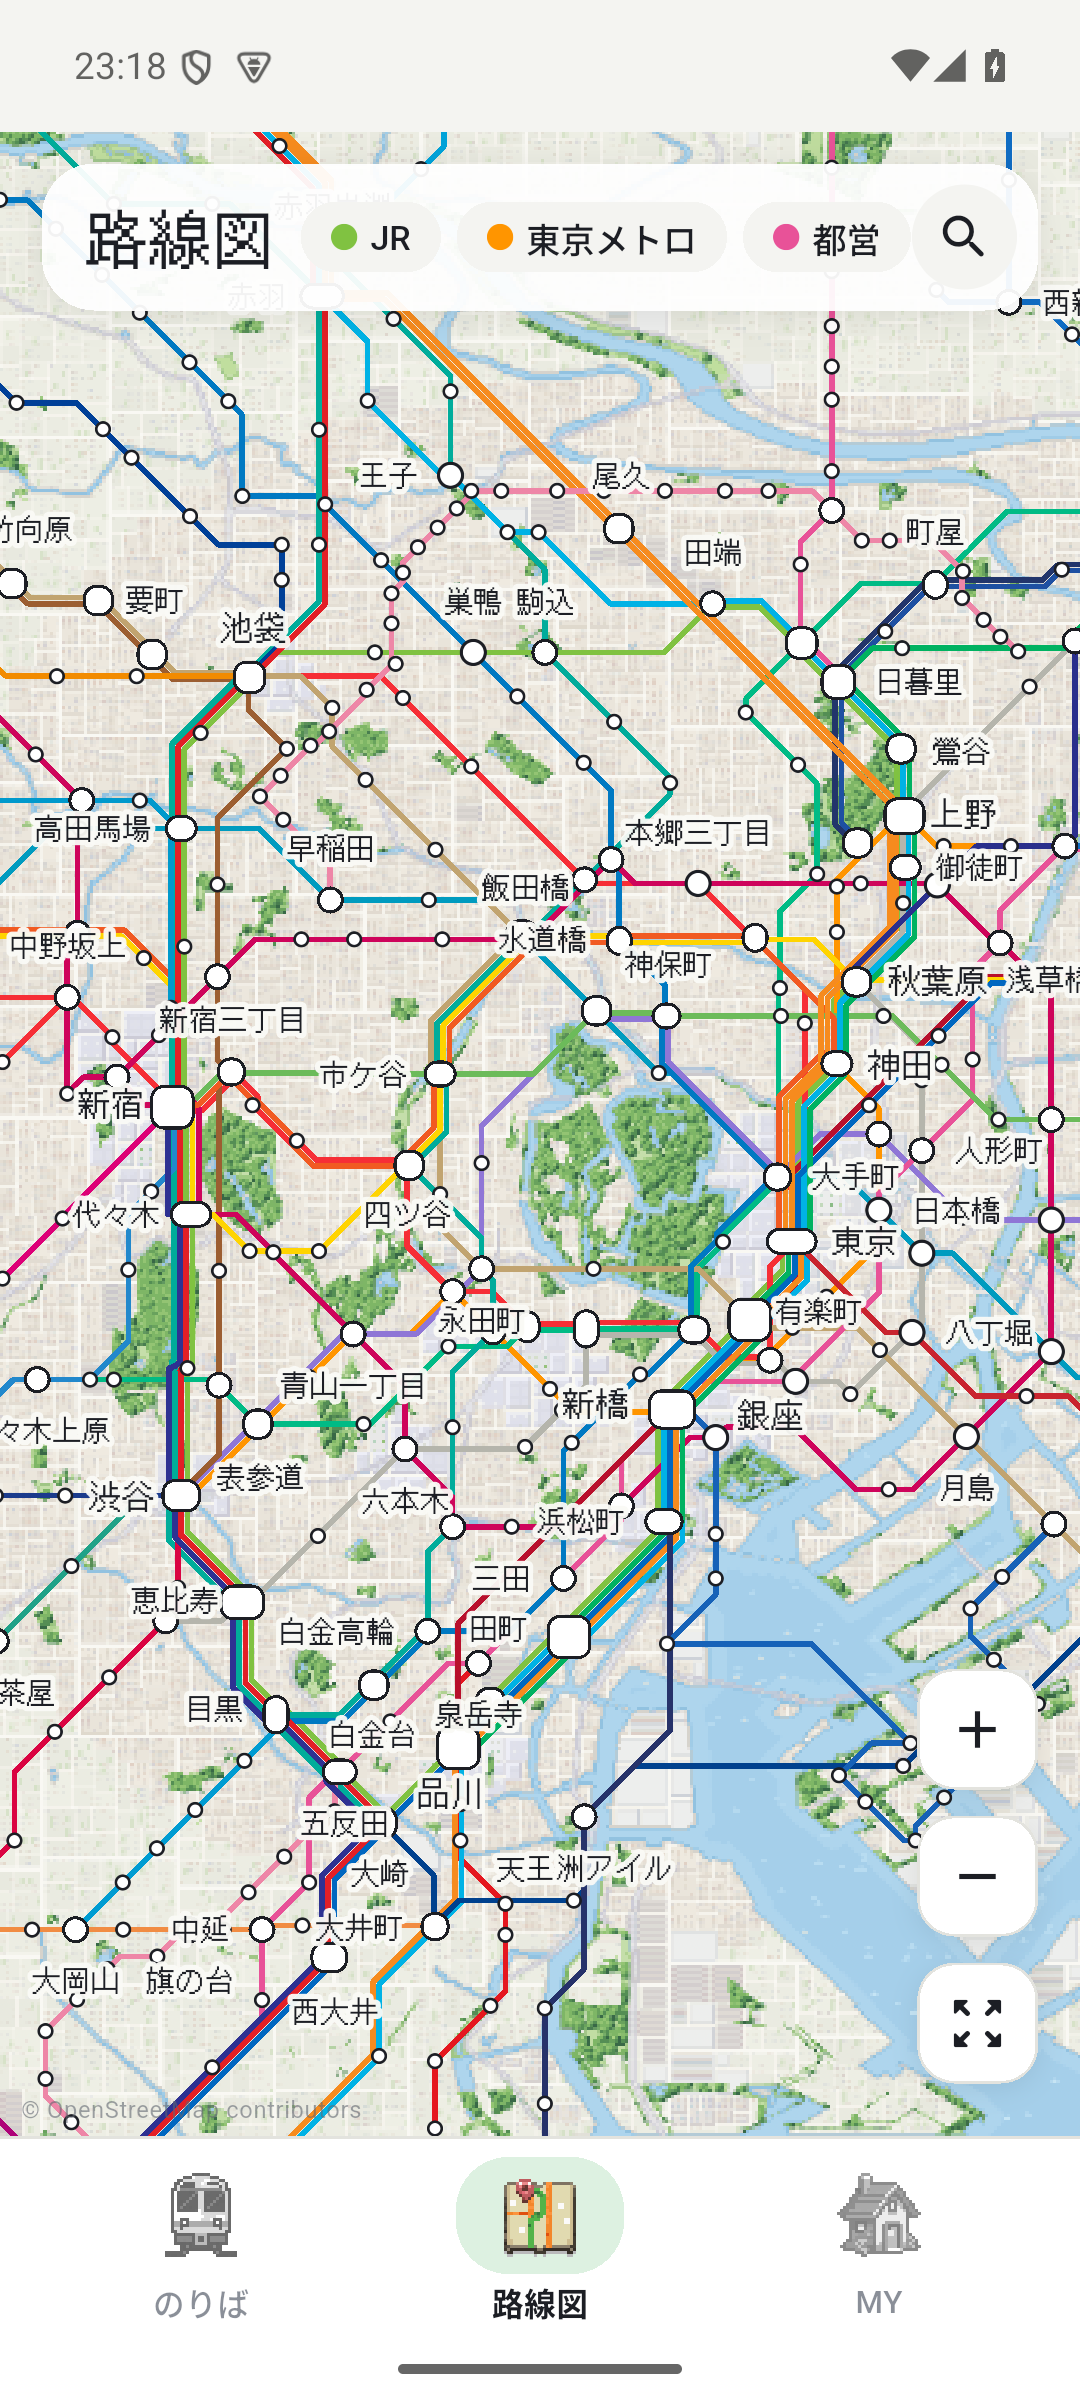 23:18
赤羽岩淵
路線図
JR
東京メトロ
都営
赤羽
西新
王子
尾久
竹向原
町屋
田端
要町
巣鴨
駒込
池袋
日暮里
鶯谷
高田馬場
早稲田
本郷三丁目
上野
御徒町
飯田橋
中野坂上
水道橋
神保町
秋葉原
浅草橋
新宿三丁目
市ケ谷
神田
新宿
人形町
大手町
代々木
四ツ谷
日本橋
東京
永田町
有楽町
八丁堀
青山一丁目
新橋
銀座
々木上原
表参道
渋谷
六本木
浜松町
月島
三田
恵比寿
白金高輪
田町
茶屋
目黒
白金台
泉岳寺
品川
五反田
大崎
天王洲アイル
中延
大井町
大岡山
旗の台
西大井
© OpenStreetMap contributors
のりば
路線図
MY